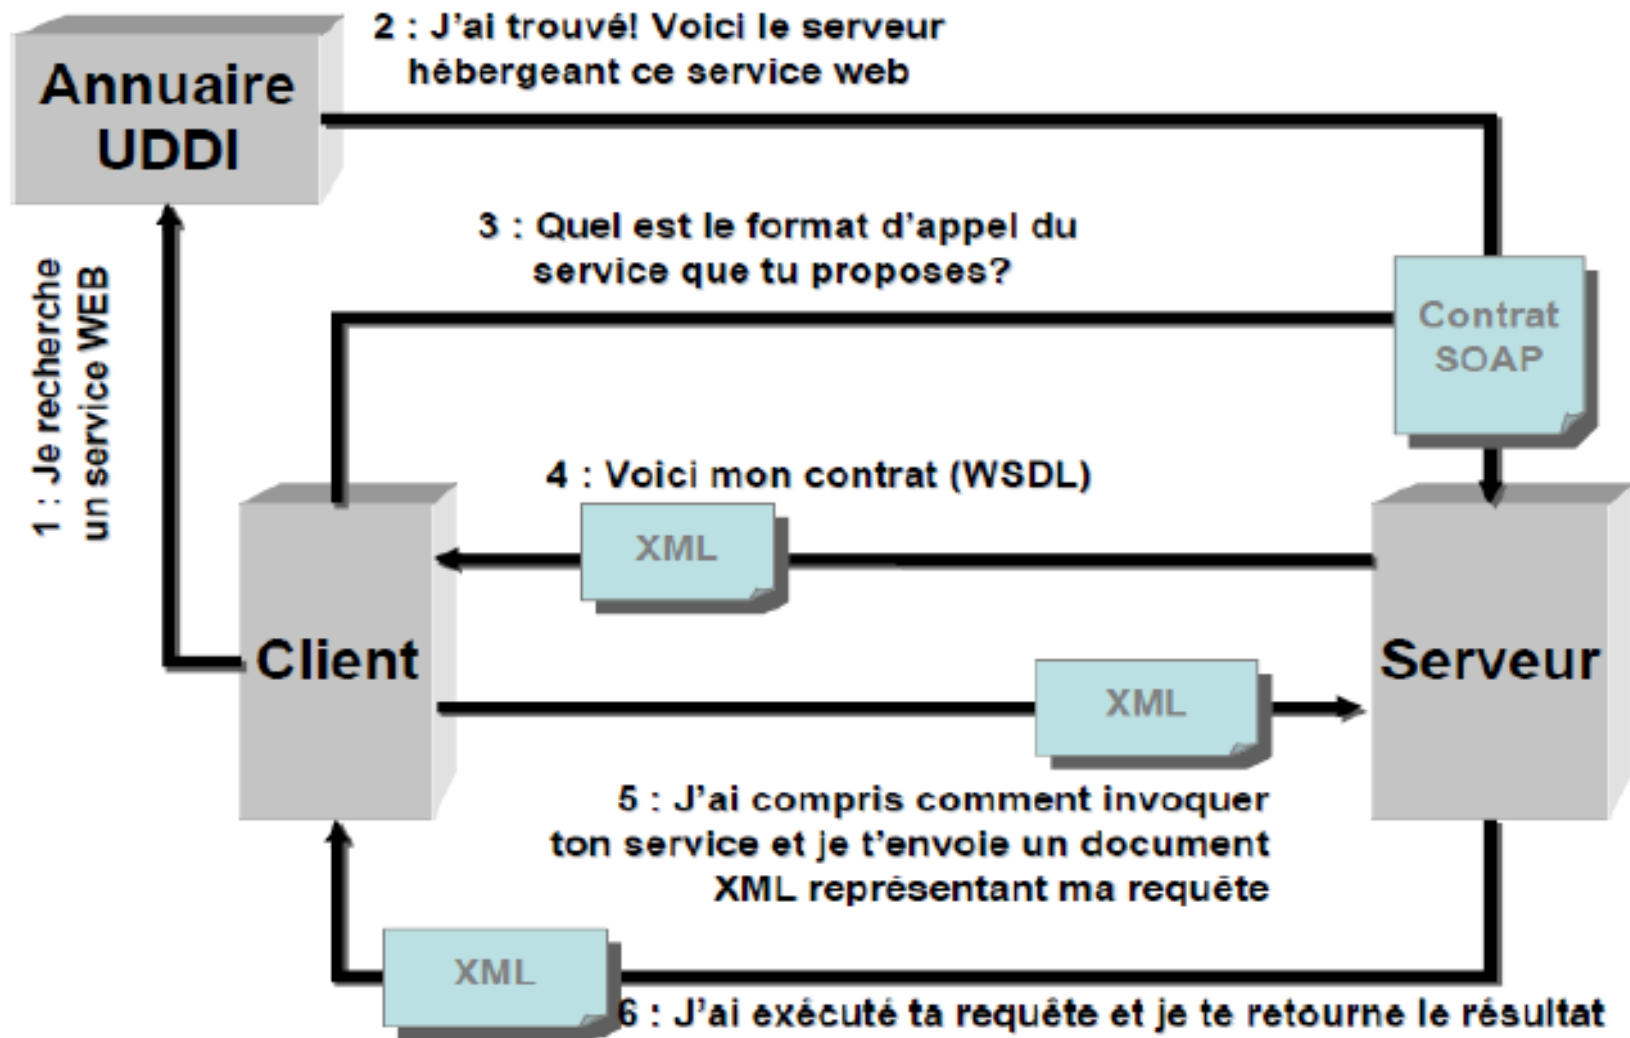 2 : J'ai trouvé! Voici le serveur
hébergeant ce service web
Annuaire
UDDI
1 : Je recherche
un service WEB
3 : Quel est le format d'appel du
service que tu proposes?
Contrat
SOAP
4 : Voici mon contrat (WSDL)
XML
Client
Serveur
XML
5 : J'ai compris comment invoquer
ton service et je t'envoie un document
XML représentant ma requête
XML
6 : J'ai exécuté ta requête et je te retourne le résultat